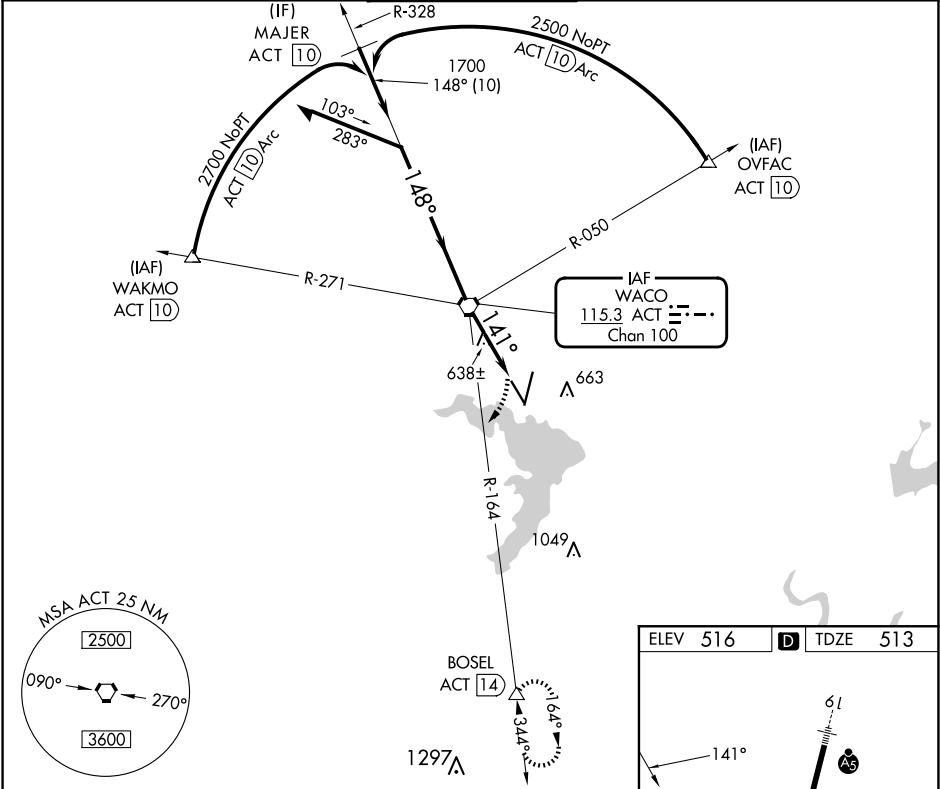 (IF)
MAJER
ACT 10
R-328
2500 NoPT
ACT 10 Arc
1700
148° (10)
2700 NoPT
ACT 10 Arc
103°
283°
148°
(IAF)
OVFAC
ACT 10
R-050
(IAF)
WAKMO
ACT 10
R-271
IAF
WACO
115.3 ACT
Chan 100
141°
638±
663
R-164
1049
MSA ACT 25 NM
2500
090°
270°
3600
BOSEL
ACT 14
344°
164°
1297
ELEV 516 D TDZE 513
19
141°
A5